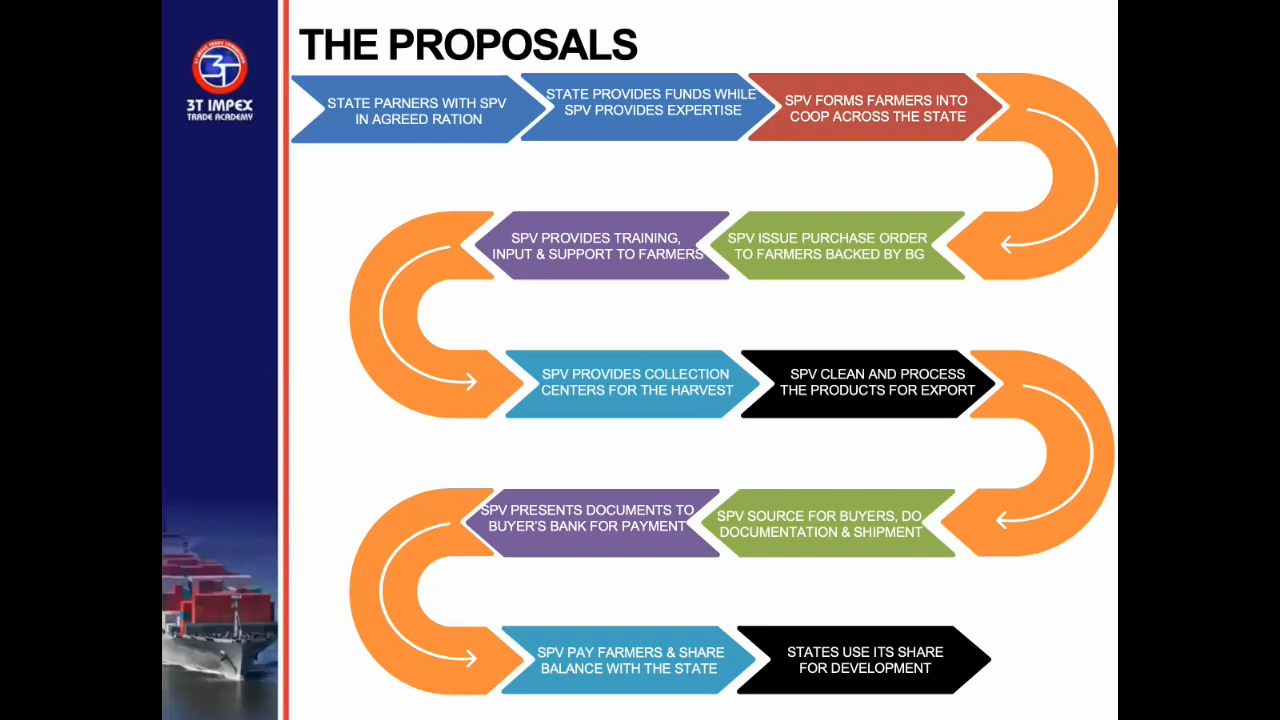 THE PROPOSALS
3T IMPEX
TRADE ACADEMY
STATE PARNERS WITH SPV
IN AGREED RATION
STATE PROVIDES FUNDS WHILE
SPV PROVIDES EXPERTISE
SPV FORMS FARMERS INTO
COOP ACROSS THE STATE
SPV ISSUE PURCHASE ORDER
TO FARMERS BACKED BY BG
SPV PROVIDES TRAINING,
INPUT & SUPPORT TO FARMERS
SPV PROVIDES COLLECTION
CENTERS FOR THE HARVEST
SPV CLEAN AND PROCESS
THE PRODUCTS FOR EXPORT
SPV SOURCE FOR BUYERS, DO
DOCUMENTATION & SHIPMENT
SPV PRESENTS DOCUMENTS TO
BUYER'S BANK FOR PAYMENT
SPV PAY FARMERS & SHARE
BALANCE WITH THE STATE
STATES USE ITS SHARE
FOR DEVELOPMENT